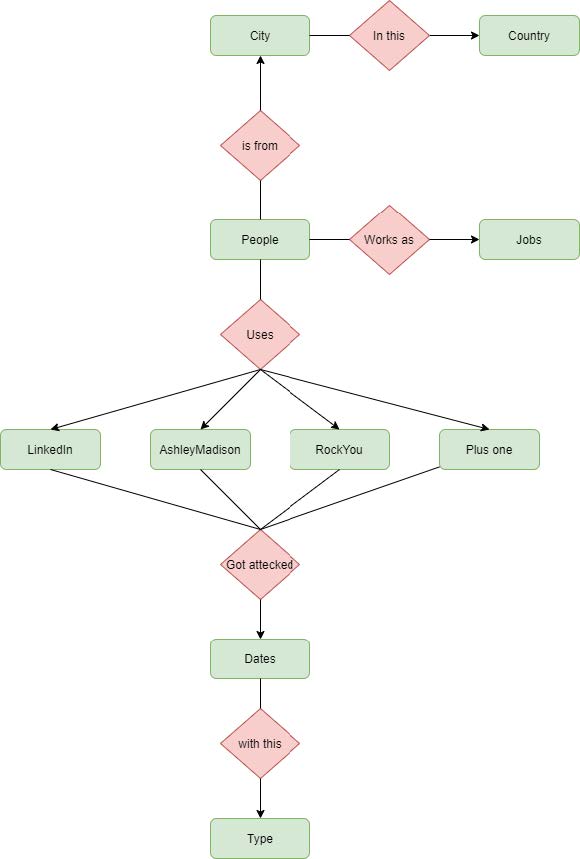 City
In this
Country
is from
People
Works as
Jobs
Uses
LinkedIn
AshleyMadison
RockYou
Plus one
Got attecked
Dates
with this
Type